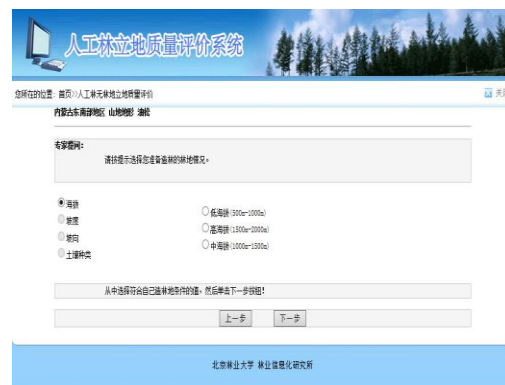 人工林立地质量评价系统
您所在的位置: 首页>>人工林无林地立地质量评价
关
内蒙古东南部地区 山地地形 油松
专家提问:
请按提示选择您准备造林的林地情况。
海拔
坡度
坡向
土壤种类
低海拔(500m-1000m)
高海拔(1500m-2000m)
中海拔(1000m-1500m)
从中选择符合自己造林地条件的值, 然后单击下一步按钮!
上一步 下一步
北京林业大学 林业信息化研究所